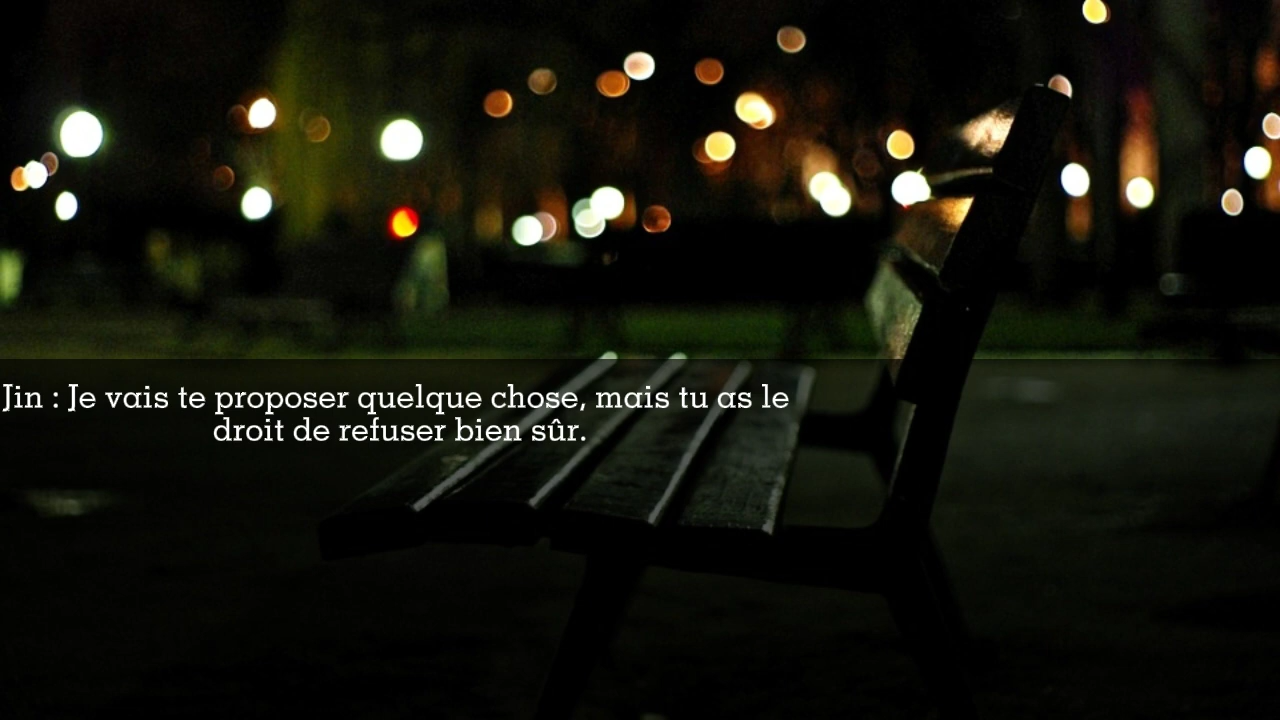 Jin : Je vais te proposer quelque chose, mais tu as le
droit de refuser bien sûr.